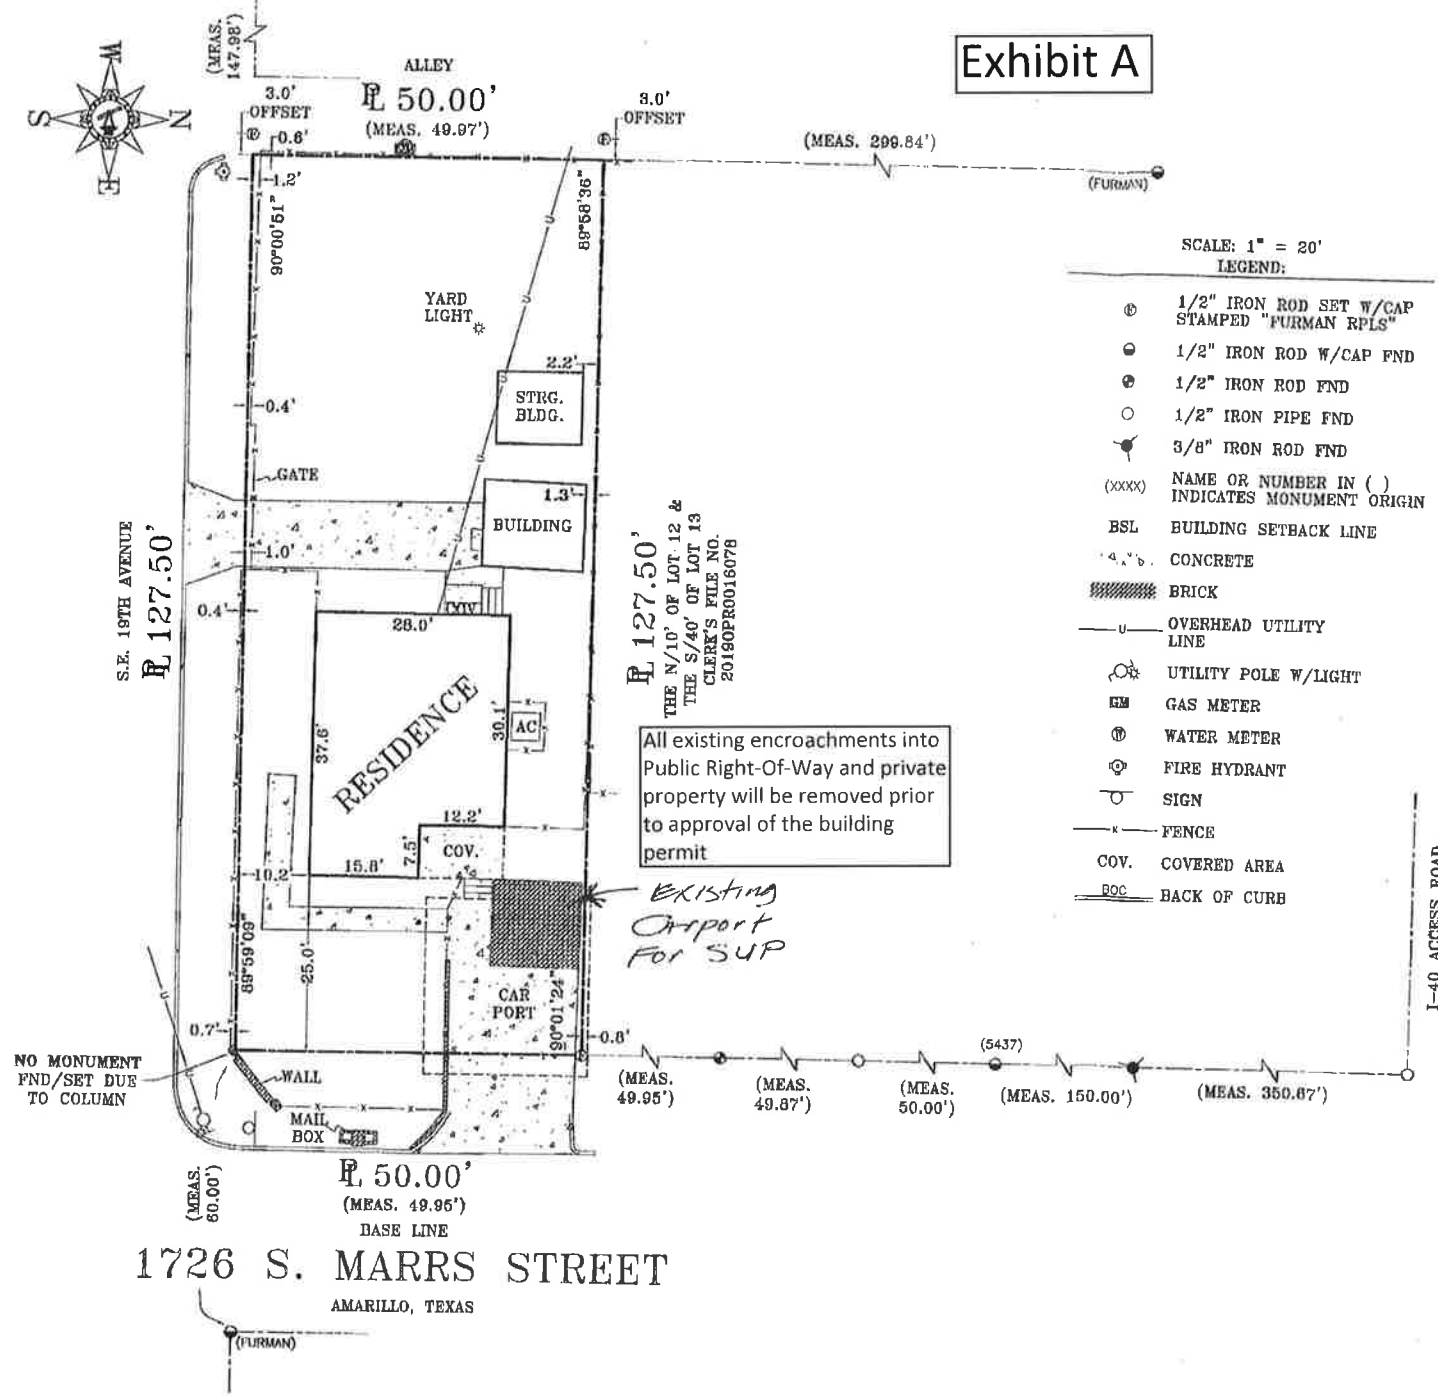 Exhibit A
(MEAS.
147.98')
ALLEY
PL 50.00'
(MEAS. 49.97')
3.0'
OFFSET
3.0'
OFFSET
W
S
N
E
0.6'
1.2'
90°00'51"
89°58'36"
(MEAS. 299.84')
(FURMAN)
SCALE: 1" = 20'
LEGEND:
1/2" IRON ROD SET W/CAP
STAMPED "FURMAN RPLS"
1/2" IRON ROD W/CAP FND
1/2" IRON ROD FND
1/2" IRON PIPE FND
3/8" IRON ROD FND
(XXXX) NAME OR NUMBER IN ( )
INDICATES MONUMENT ORIGIN
BSL BUILDING SETBACK LINE
CONCRETE
BRICK
U OVERHEAD UTILITY
LINE
UTILITY POLE W/LIGHT
GM GAS METER
W WATER METER
FIRE HYDRANT
SIGN
x FENCE
COV. COVERED AREA
BOC BACK OF CURB
YARD
LIGHT
2.2'
STRG.
BLDG.
0.4'
GATE
1.3'
BUILDING
1.0'
0.4'
S.E. 19TH AVENUE
PL 127.50'
PL 127.50'
THE N/10' OF LOT 12 &
THE S/40' OF LOT 13
CLERK'S FILE NO.
2019OPR0016078
28.0'
37.6'
RESIDENCE
30.1'
AC
12.2'
7.5'
COV.
15.8'
19.2
25.0'
89°59'09"
All existing encroachments into
Public Right-Of-Way and private
property will be removed prior
to approval of the building
permit
Existing
Carport
For SUP
CAR
PORT
90°01'24"
0.7'
0.8'
NO MONUMENT
FND/SET DUE
TO COLUMN
WALL
MAIL
BOX
(MEAS.
49.95')
(MEAS.
49.87')
(MEAS.
50.00')
(5437)
(MEAS. 150.00')
(MEAS. 350.67')
I-40 ACCESS ROAD
(MEAS.
60.00')
PL 50.00'
(MEAS. 49.95')
BASE LINE
1726 S. MARRS STREET
AMARILLO, TEXAS
(FURMAN)